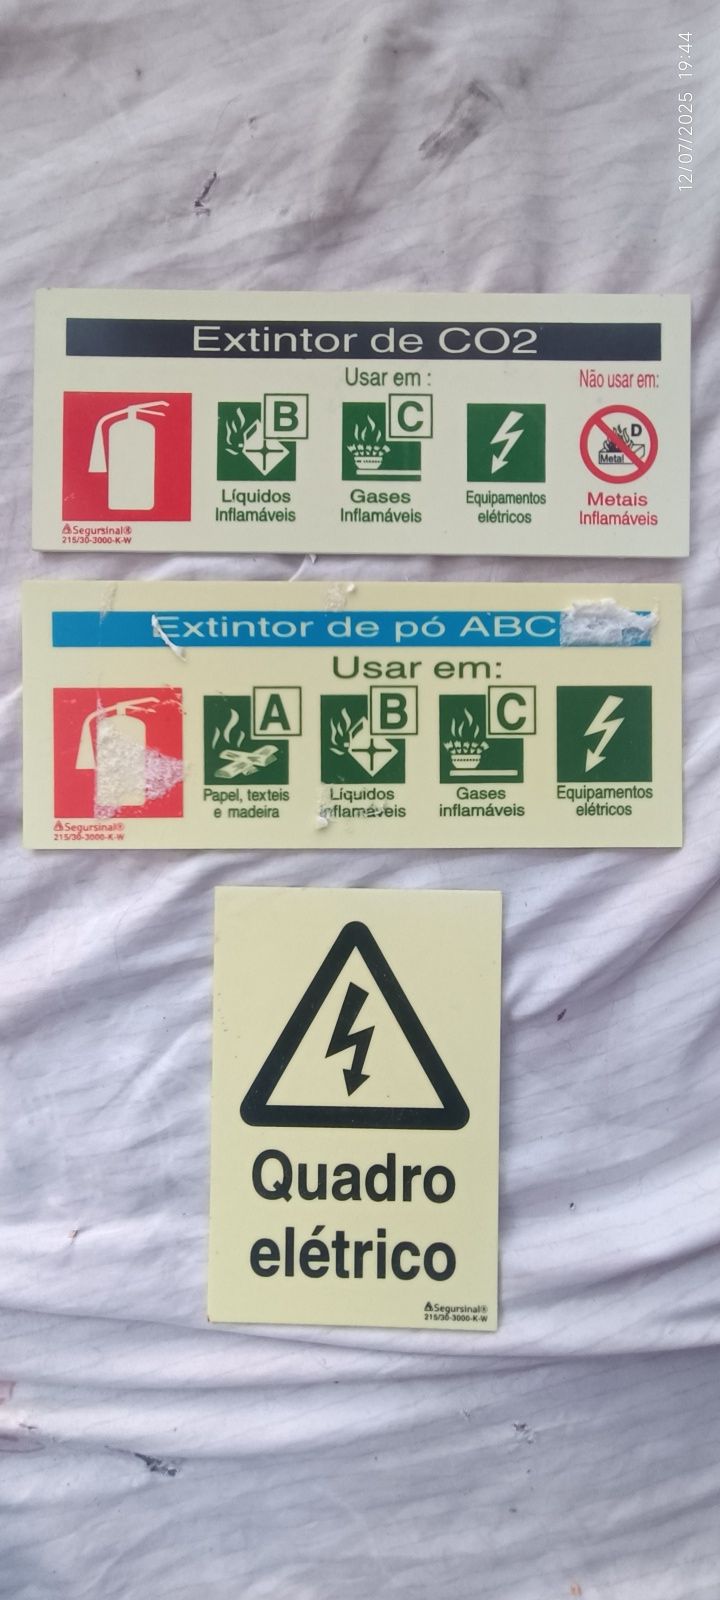 12/07/2025 19:44
Extintor de CO2
Usar em :
Não usar em:
B
C
D
Metal
Líquidos
Inflamáveis
Gases
Inflamáveis
Equipamentos
elétricos
Metais
Inflamáveis
Segursinal®
215/30-3000-K-W
Extintor de pó ABC
Usar em:
A
B
C
Papel, texteis
e madeira
Líquidos
inflamáveis
Gases
inflamáveis
Equipamentos
elétricos
Segursinal®
215/30-3000-K-W
Quadro
elétrico
Segursinal®
215/30-3000-K-W